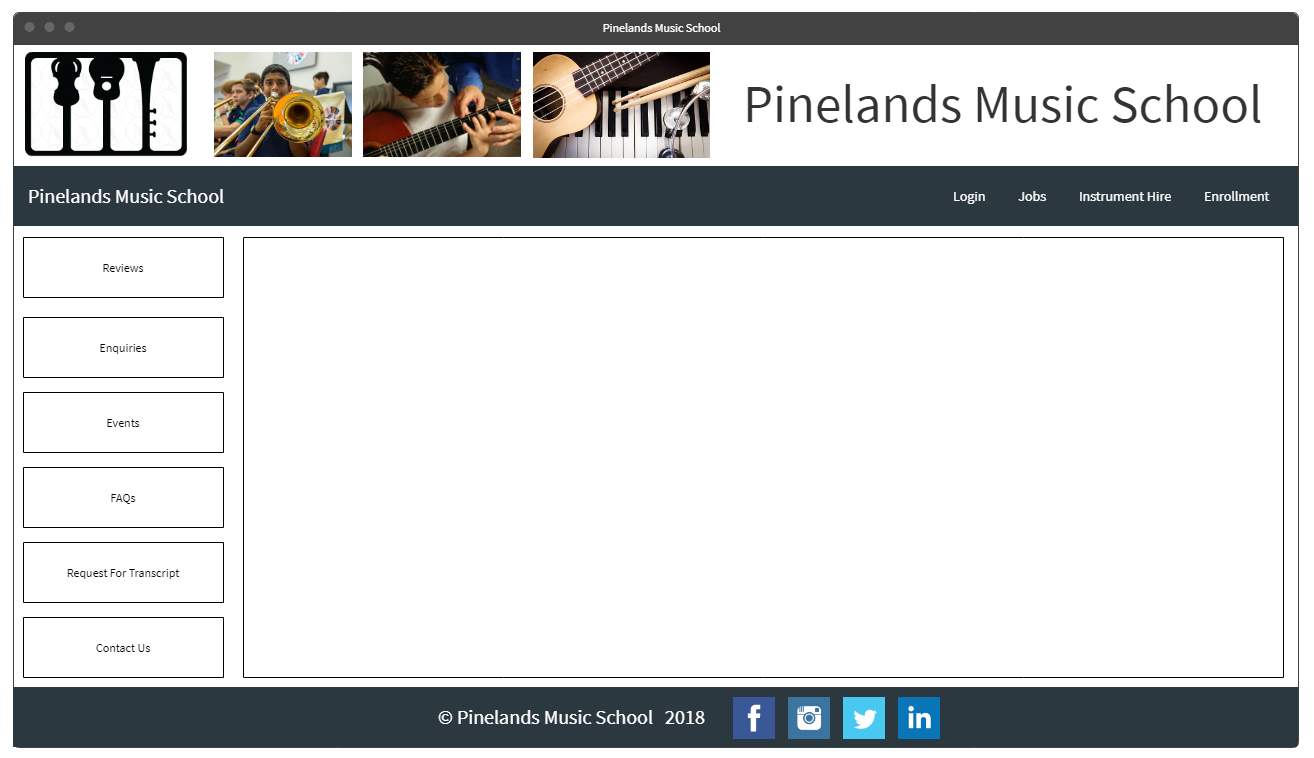 Pinelands Music School
Pinelands Music School
Pinelands Music School
Login Jobs Instrument Hire Enrollment
Reviews
Enquiries
Events
FAQs
Request For Transcript
Contact Us
© Pinelands Music School 2018
f
in